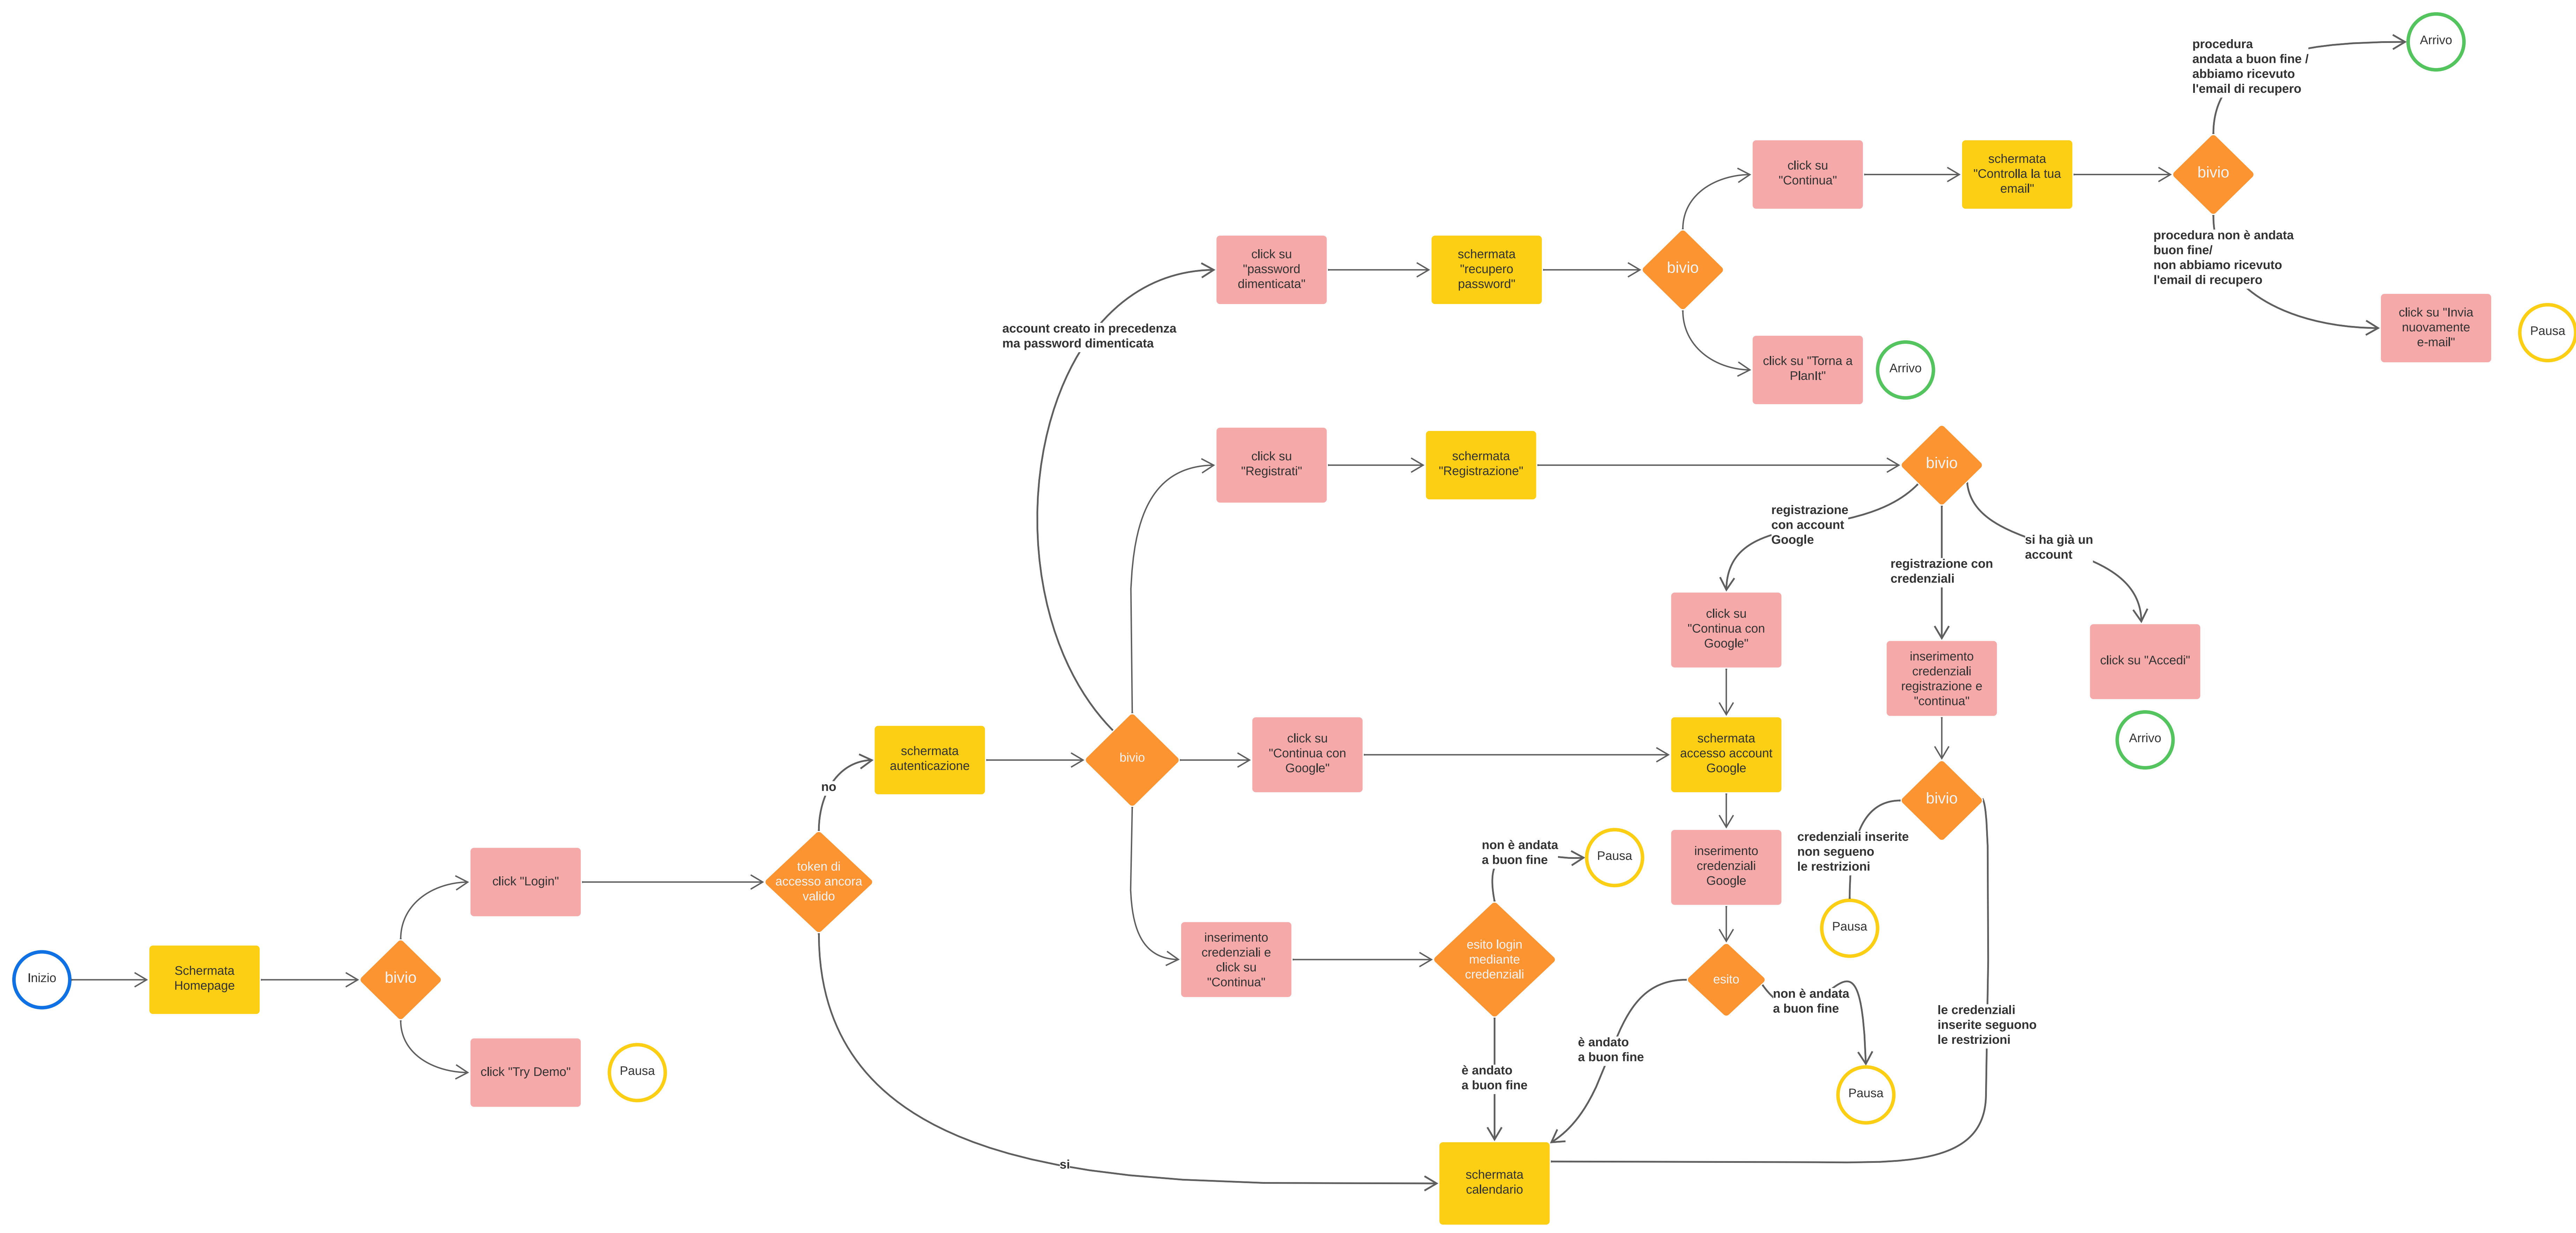 procedura
andata a buon fine /
abbiamo ricevuto
l'email di recupero
Arrivo
click su
"Continua"
schermata
"Controlla la tua
email"
bivio
procedura non è andata
buon fine/
non abbiamo ricevuto
l'email di recupero
click su "Invia
nuovamente
e-mail"
Pausa
click su
"password
dimenticata"
schermata
"recupero
password"
bivio
account creato in precedenza
ma password dimenticata
click su "Torna a
PlanIt"
Arrivo
click su
"Registrati"
schermata
"Registrazione"
bivio
registrazione
con account
Google
registrazione con
credenziali
si ha già un
account
click su
"Continua con
Google"
inserimento
credenziali
registrazione e
"continua"
click su "Accedi"
Arrivo
schermata
autenticazione
bivio
click su
"Continua con
Google"
schermata
accesso account
Google
bivio
no
click "Login"
token di
accesso ancora
valido
non è andata
a buon fine
Pausa
inserimento
credenziali
Google
credenziali inserite
non segueno
le restrizioni
Pausa
Inizio
Schermata
Homepage
bivio
inserimento
credenziali e
click su
"Continua"
esito login
mediante
credenziali
esito
non è andata
a buon fine
le credenziali
inserite seguono
le restrizioni
click "Try Demo"
Pausa
è andato
a buon fine
è andato
a buon fine
Pausa
si
schermata
calendario